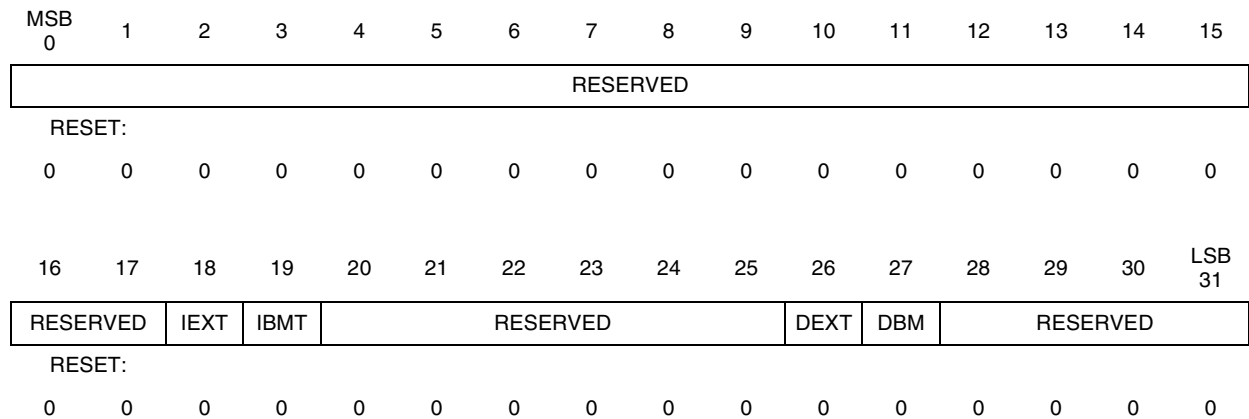 MSB
0 1 2 3 4 5 6 7 8 9 10 11 12 13 14 15
RESERVED
RESET:
0 0 0 0 0 0 0 0 0 0 0 0 0 0 0 0
16 17 18 19 20 21 22 23 24 25 26 27 28 29 30 LSB
31
RESERVED IEXT IBMT RESERVED DEXT DBM RESERVED
RESET:
0 0 0 0 0 0 0 0 0 0 0 0 0 0 0 0